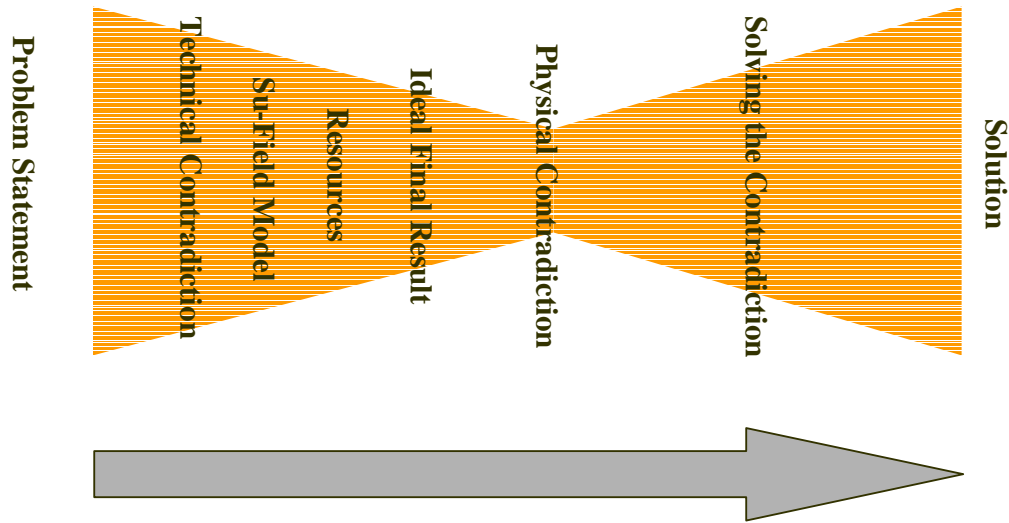 Problem Statement
Technical Contradiction
Su-Field Model
Resources
Ideal Final Result
Physical Contradiction
Solving the Contradiction
Solution